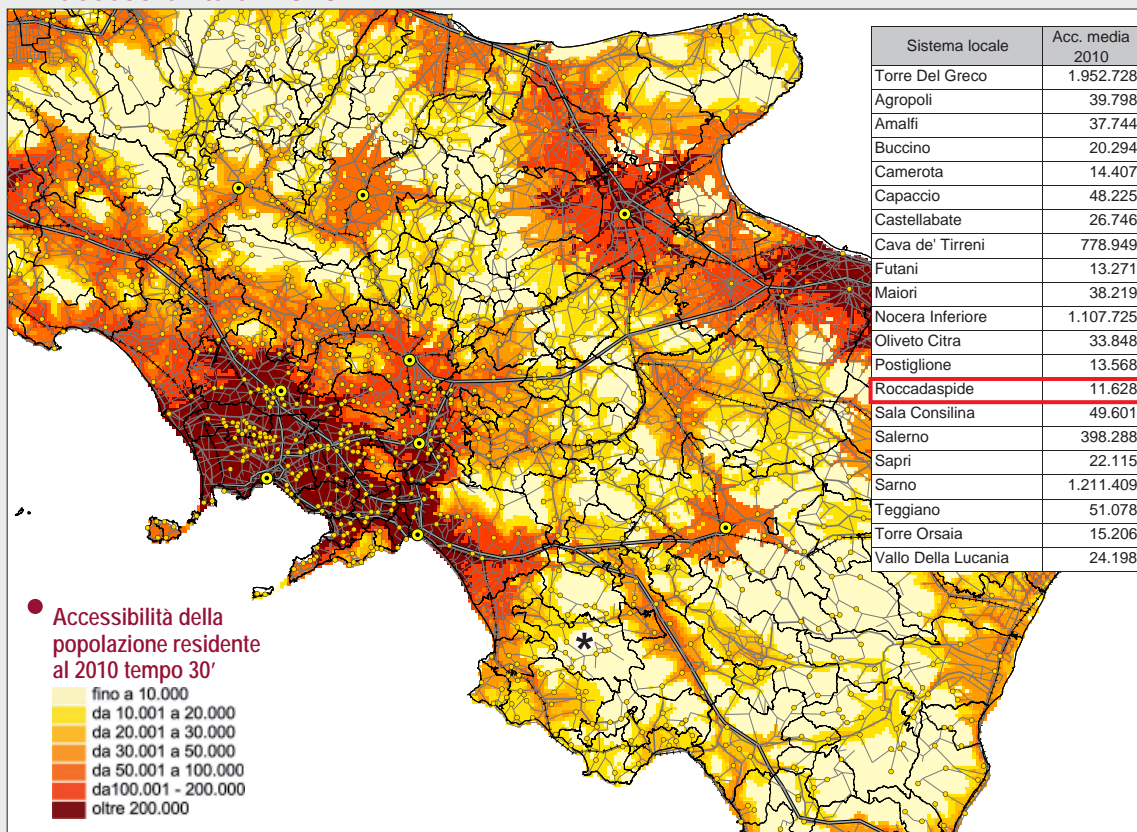 Sistema locale
Acc. media
2010
Torre Del Greco 1.952.728
Agropoli 39.798
Amalfi 37.744
Buccino 20.294
Camerota 14.407
Capaccio 48.225
Castellabate 26.746
Cava de' Tirreni 778.949
Futani 13.271
Maiori 38.219
Nocera Inferiore 1.107.725
Oliveto Citra 33.848
Postiglione 13.568
Roccadaspide 11.628
Sala Consilina 49.601
Salerno 398.288
Sapri 22.115
Sarno 1.211.409
Teggiano 51.078
Torre Orsaia 15.206
Vallo Della Lucania 24.198
*
Accessibilità della
popolazione residente
al 2010 tempo 30'
fino a 10.000
da 10.001 a 20.000
da 20.001 a 30.000
da 30.001 a 50.000
da 50.001 a 100.000
da100.001 - 200.000
oltre 200.000